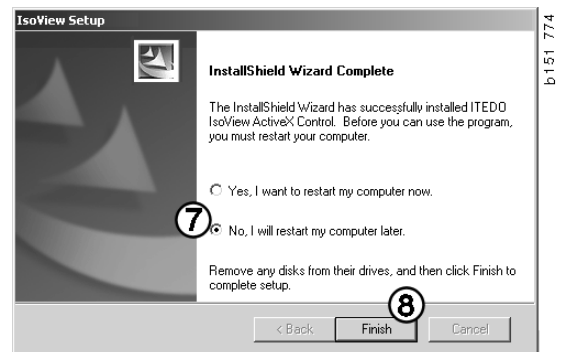 IsoView Setup
InstallShield Wizard Complete
The InstallShield Wizard has successfully installed ITEDO
IsoView ActiveX Control. Before you can use the program,
you must restart your computer.
Yes, I want to restart my computer now.
7
No, I will restart my computer later.
Remove any disks from their drives, and then click Finish to
complete setup.
8
< Back
Finish
Cancel
b151 774